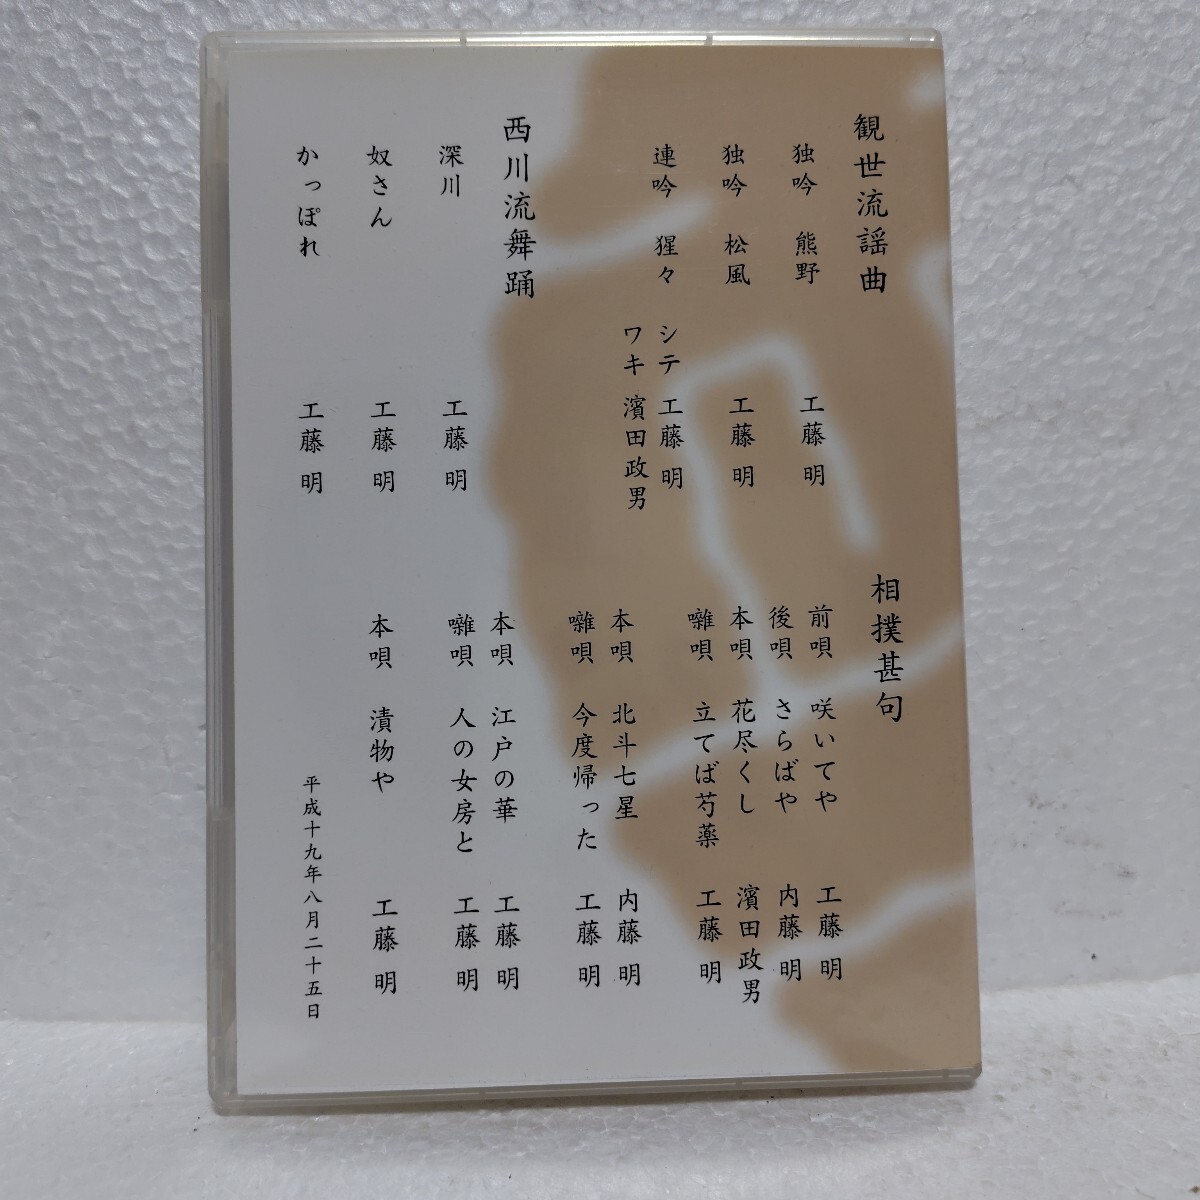 観世流謡曲
独吟 熊野 工藤 明
独吟 松風 工藤 明
連吟 猩々 シテ 工藤 明
ワキ 濱田政男
西川流舞踊
深川 工藤 明
奴さん 工藤 明
かっぽれ 工藤 明
相撲甚句
前唄 咲いてや 工藤 明
後唄 さらばや 内藤 明
本唄 花尽くし 濱田政男
囃唄 立てば芍薬 工藤 明
本唄 北斗七星 内藤 明
囃唄 今度帰った 工藤 明
本唄 江戸の華 工藤 明
囃唄 人の女房と 工藤 明
本唄 漬物や 工藤 明
平成十九年八月二十五日